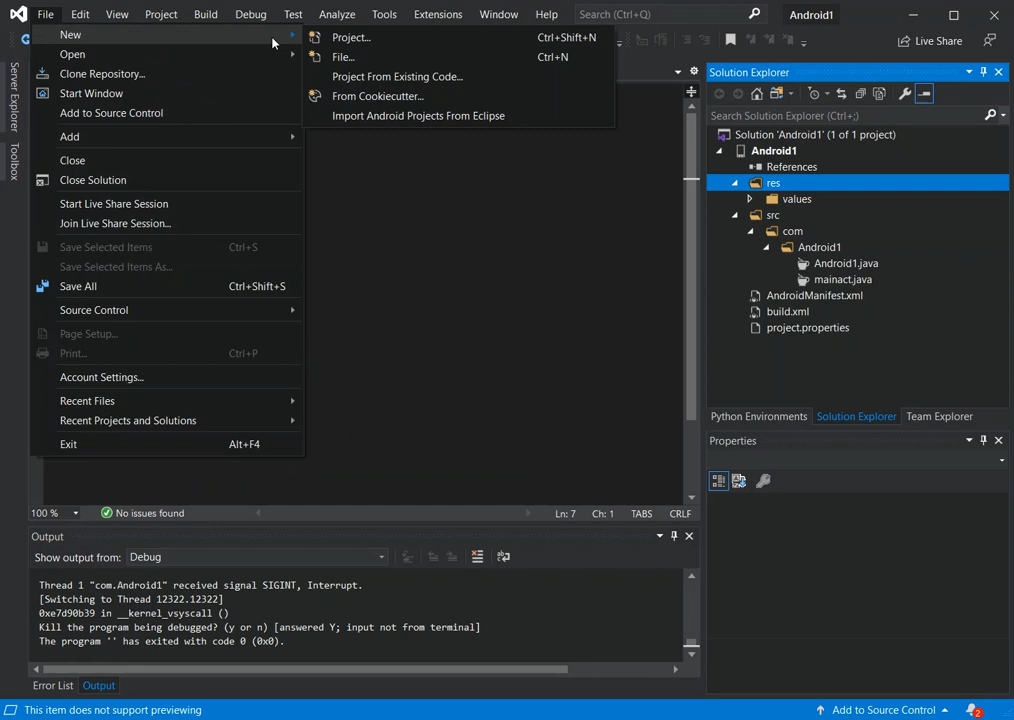 File Edit View Project Build Debug Test Analyze Tools Extensions Window Help Search (Ctrl+Q) Android1
Live Share
New
Open
Clone Repository...
Start Window
Add to Source Control
Add
Close
Close Solution
Start Live Share Session
Join Live Share Session...
Save Selected Items Ctrl+S
Save Selected Items As...
Save All Ctrl+Shift+S
Source Control
Page Setup...
Print... Ctrl+P
Account Settings...
Recent Files
Recent Projects and Solutions
Exit Alt+F4
Project... Ctrl+Shift+N
File... Ctrl+N
Project From Existing Code...
From Cookiecutter...
Import Android Projects From Eclipse
Server Explorer
Toolbox
100 % No issues found Ln: 7 Ch: 1 TABS CRLF
Output
Show output from: Debug
Thread 1 "com.Android1" received signal SIGINT, Interrupt.
[Switching to Thread 12322.12322]
0xe7d90b39 in __kernel_vsyscall ()
Kill the program being debugged? (y or n) [answered Y; input not from terminal]
The program '' has exited with code 0 (0x0).
Error List Output
Solution Explorer
Search Solution Explorer (Ctrl+;)
Solution 'Android1' (1 of 1 project)
Android1
References
res
values
src
com
Android1
Android1.java
mainact.java
AndroidManifest.xml
build.xml
project.properties
Python Environments Solution Explorer Team Explorer
Properties
This item does not support previewing Add to Source Control 2